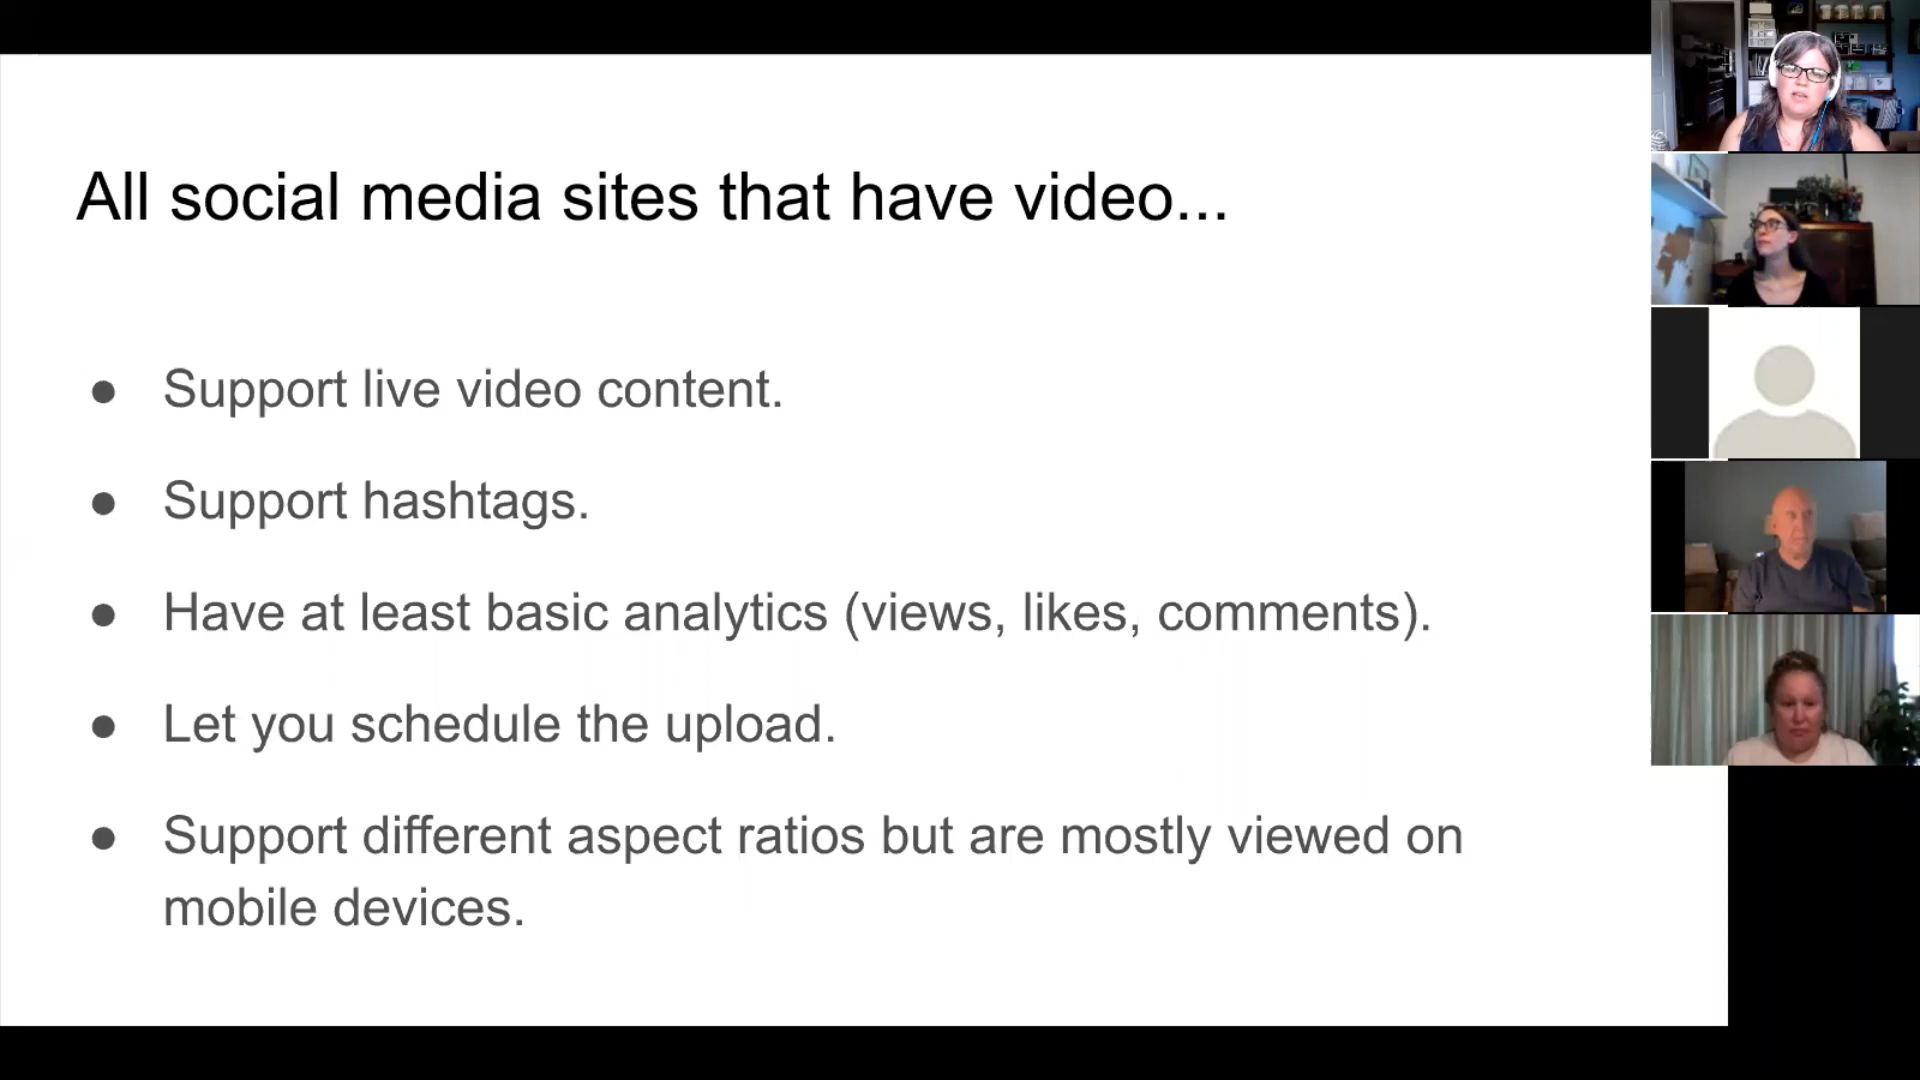 All social media sites that have video...
● Support live video content.
● Support hashtags.
● Have at least basic analytics (views, likes, comments).
● Let you schedule the upload.
● Support different aspect ratios but are mostly viewed on
mobile devices.